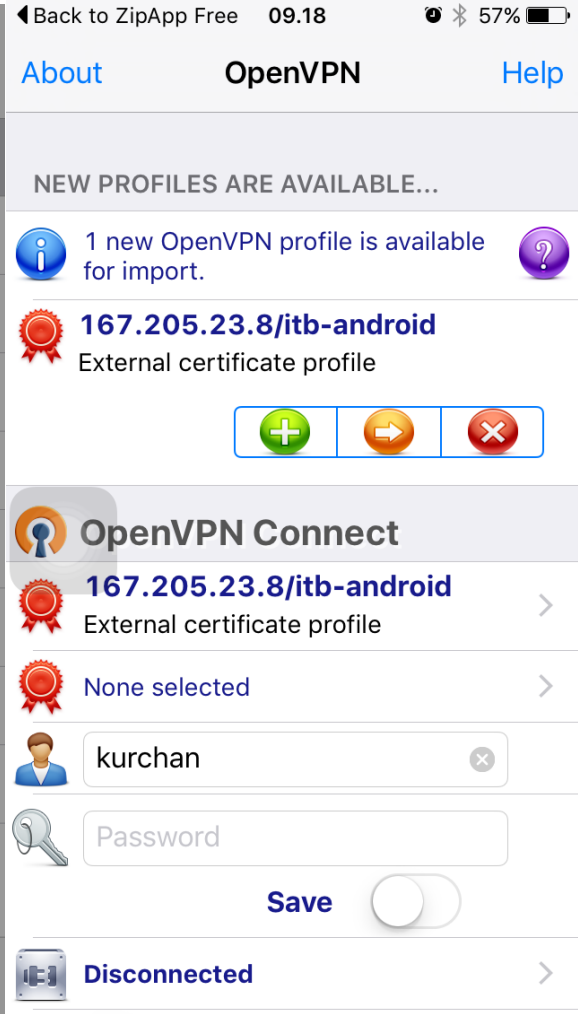 Back to ZipApp Free 09.18 57%
About OpenVPN Help
NEW PROFILES ARE AVAILABLE...
1 new OpenVPN profile is available
for import.
167.205.23.8/itb-android
External certificate profile
OpenVPN Connect
167.205.23.8/itb-android
External certificate profile
None selected
kurchan
Password
Save
Disconnected